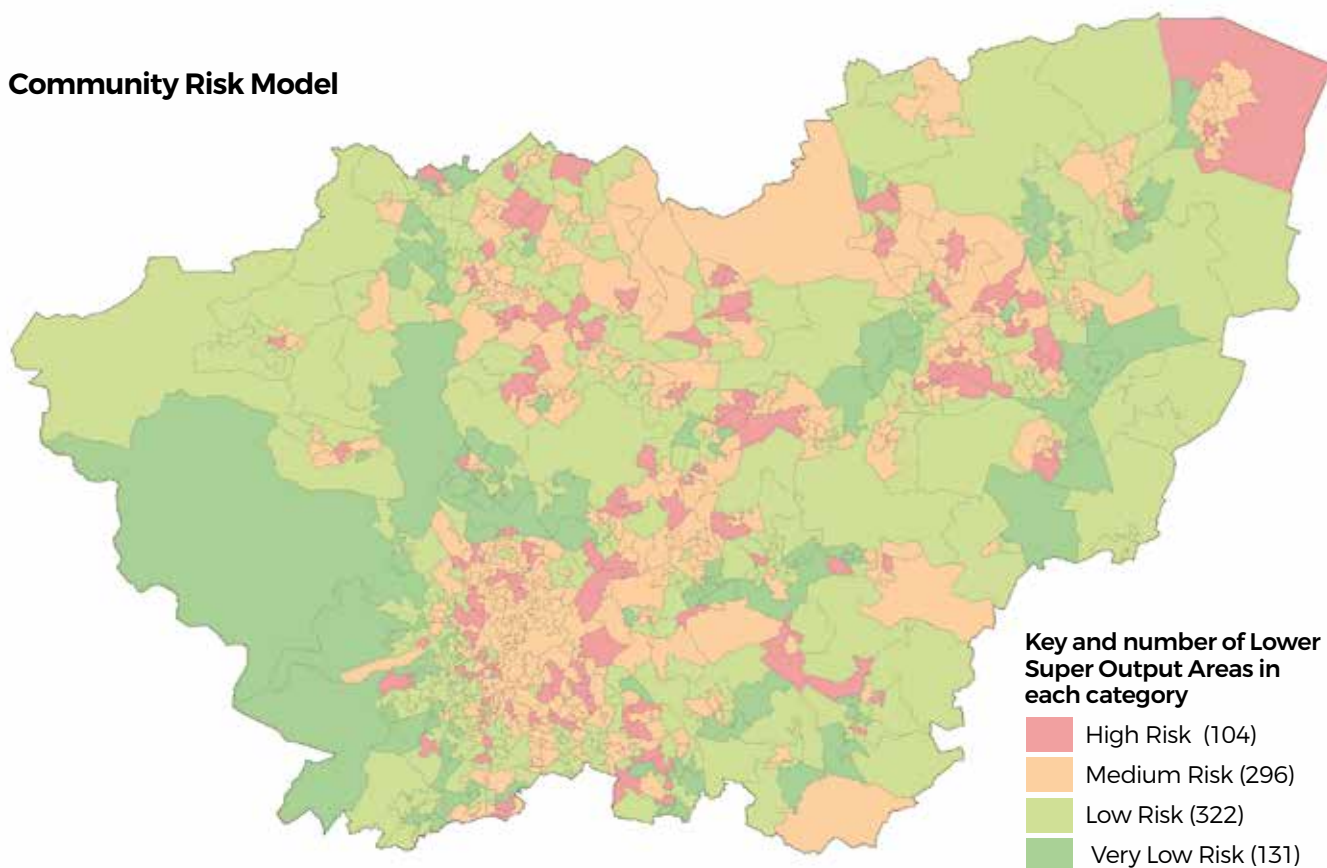 Community Risk Model
Key and number of Lower
Super Output Areas in
each category
High Risk (104)
Medium Risk (296)
Low Risk (322)
Very Low Risk (131)